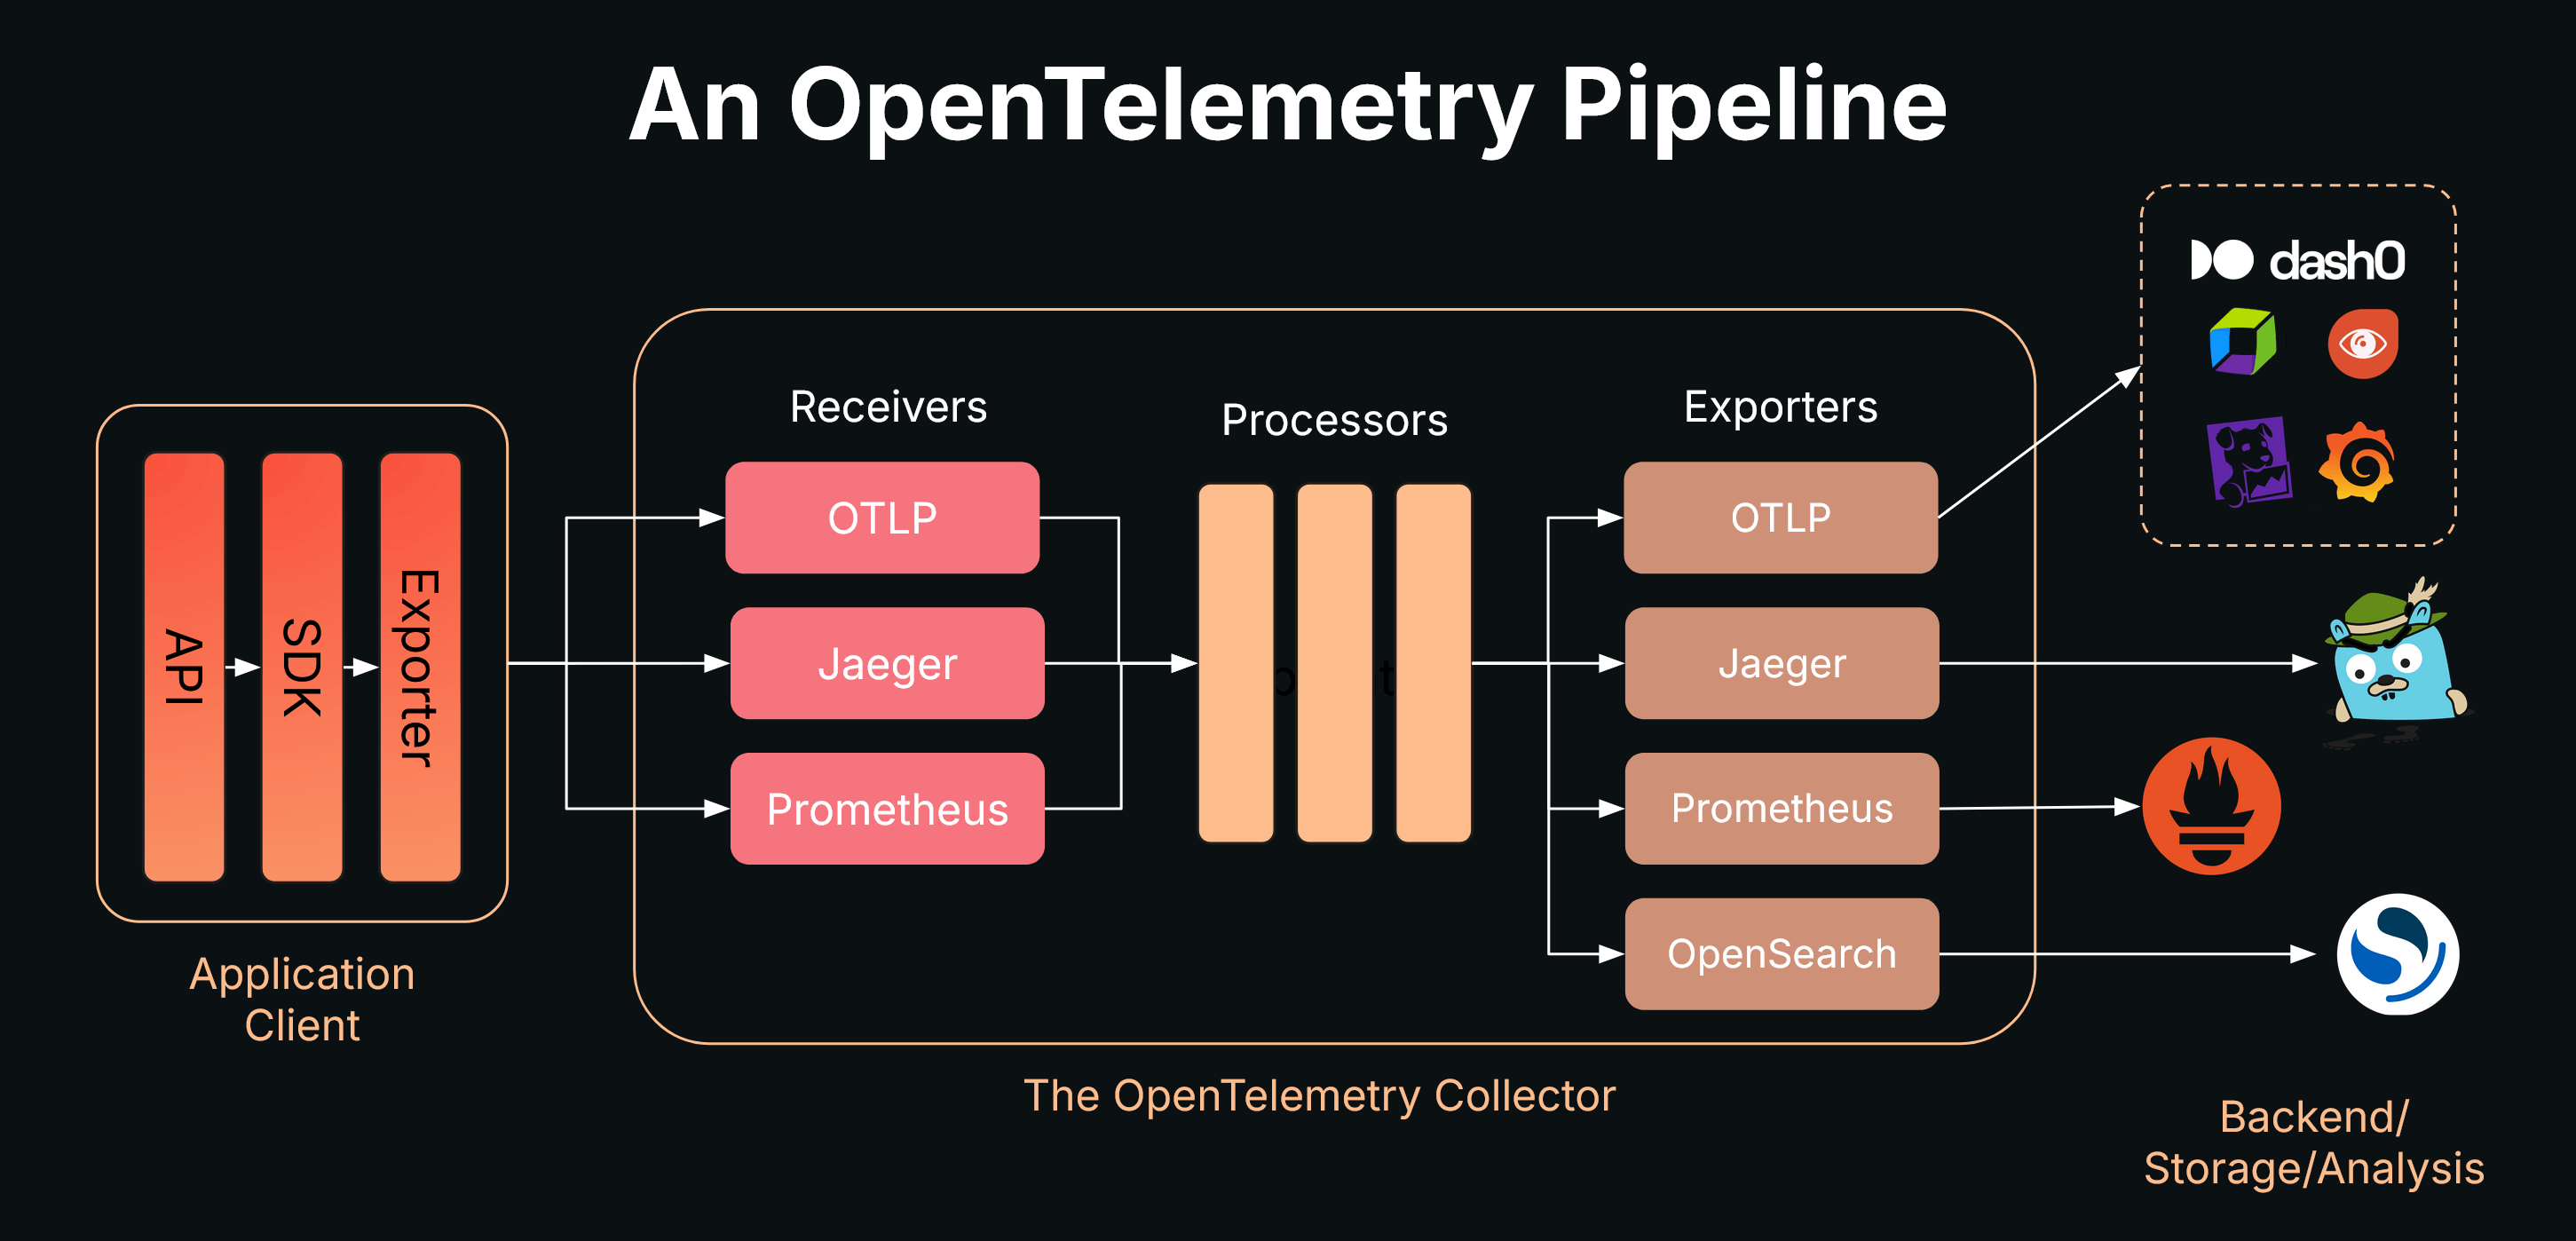 An OpenTelemetry Pipeline
dash0
Receivers
Processors
Exporters
API
SDK
Exporter
OTLP
Jaeger
Prometheus
OTLP
Jaeger
Prometheus
OpenSearch
Application
Client
The OpenTelemetry Collector
Backend/
Storage/Analysis